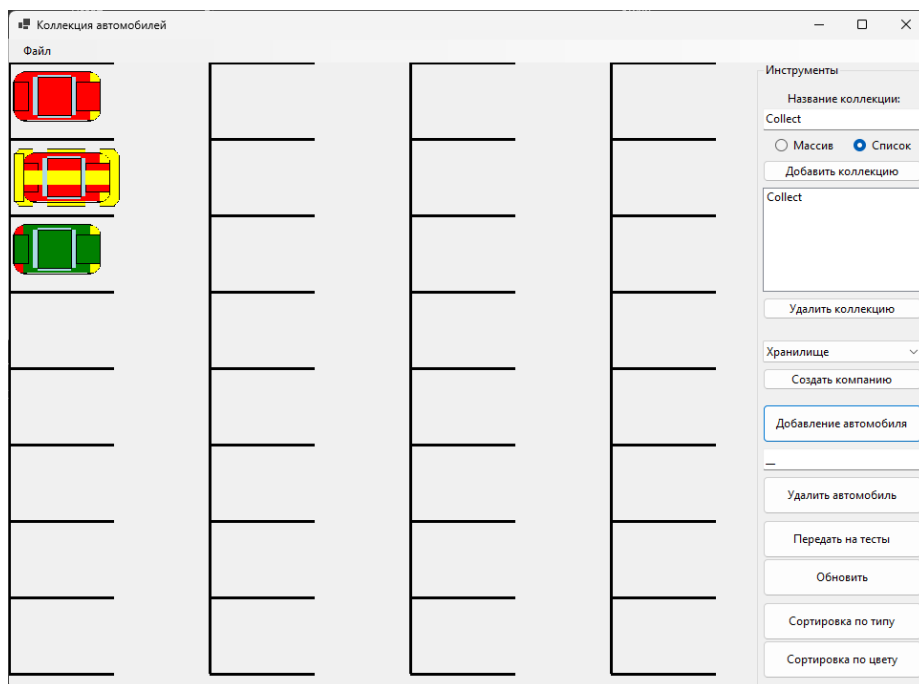 Коллекция автомобилей
Файл
Инструменты
Название коллекции:
Collect
Массив Список
Добавить коллекцию
Collect
Удалить коллекцию
Хранилище
Создать компанию
Добавление автомобиля
_
Удалить автомобиль
Передать на тесты
Обновить
Сортировка по типу
Сортировка по цвету